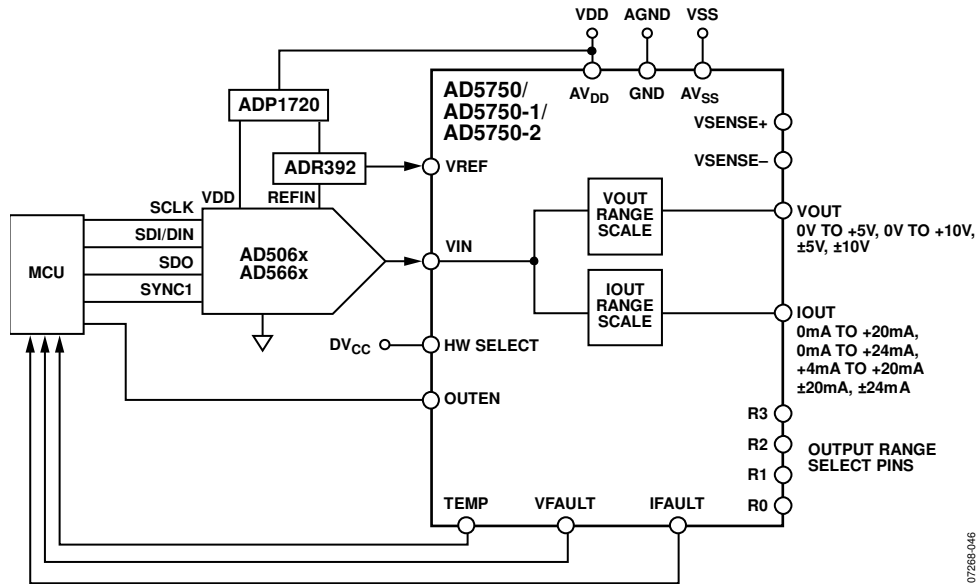 VDD
AGND
VSS
AVDD
GND
AVSS
AD5750/
AD5750-1/
AD5750-2
ADP1720
VSENSE+
VSENSE–
ADR392
VREF
VDD
REFIN
SCLK
SDI/DIN
SDO
SYNC1
MCU
AD506x
AD566x
VIN
VOUT
RANGE
SCALE
VOUT
0V TO +5V, 0V TO +10V,
±5V, ±10V
IOUT
RANGE
SCALE
IOUT
0mA TO +20mA,
0mA TO +24mA,
+4mA TO +20mA
±20mA, ±24mA
DVCC
HW SELECT
OUTEN
R3
R2
R1
R0
OUTPUT RANGE
SELECT PINS
TEMP
VFAULT
IFAULT
07268-046